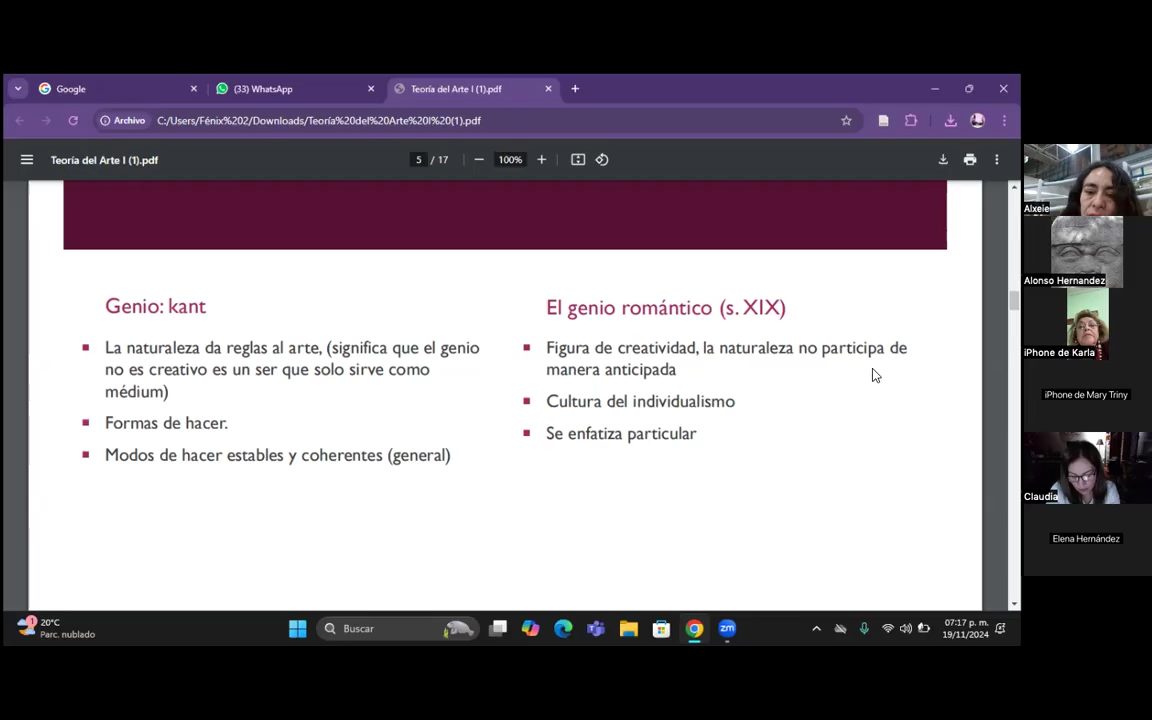 Google
(33) WhatsApp
Teoría del Arte I (1).pdf
Archivo
C:/Users/Fénix%202/Downloads/Teoría%20del%20Arte%20I%20(1).pdf
Teoría del Arte I (1).pdf
5 / 17
100%
Genio: kant
La naturaleza da reglas al arte, (significa que el genio
no es creativo es un ser que solo sirve como
médium)
Formas de hacer.
Modos de hacer estables y coherentes (general)
El genio romántico (s. XIX)
Figura de creatividad, la naturaleza no participa de
manera anticipada
Cultura del individualismo
Se enfatiza particular
Alxeie
Alonso Hernandez
iPhone de Karla
iPhone de Mary Triny
Claudia
Elena Hernández
1
20°C
Parc. nublado
Buscar
zm
07:17 p. m.
19/11/2024